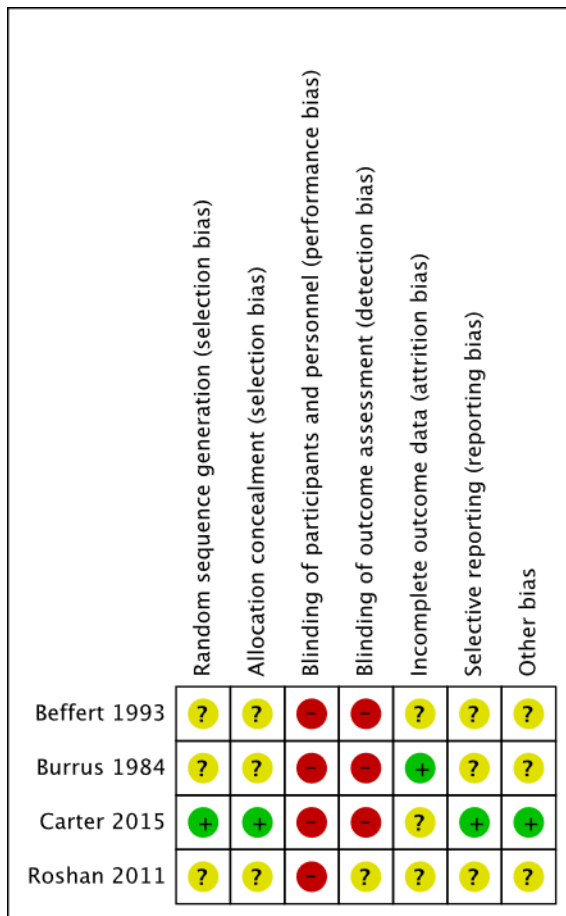 Random sequence generation (selection bias)
Allocation concealment (selection bias)
Blinding of participants and personnel (performance bias)
Blinding of outcome assessment (detection bias)
Incomplete outcome data (attrition bias)
Selective reporting (reporting bias)
Other bias
Beffert 1993 ? ? – – ? ? ?
Burrus 1984 ? ? – – + ? ?
Carter 2015 + + – – ? + +
Roshan 2011 ? ? – ? ? ? ?